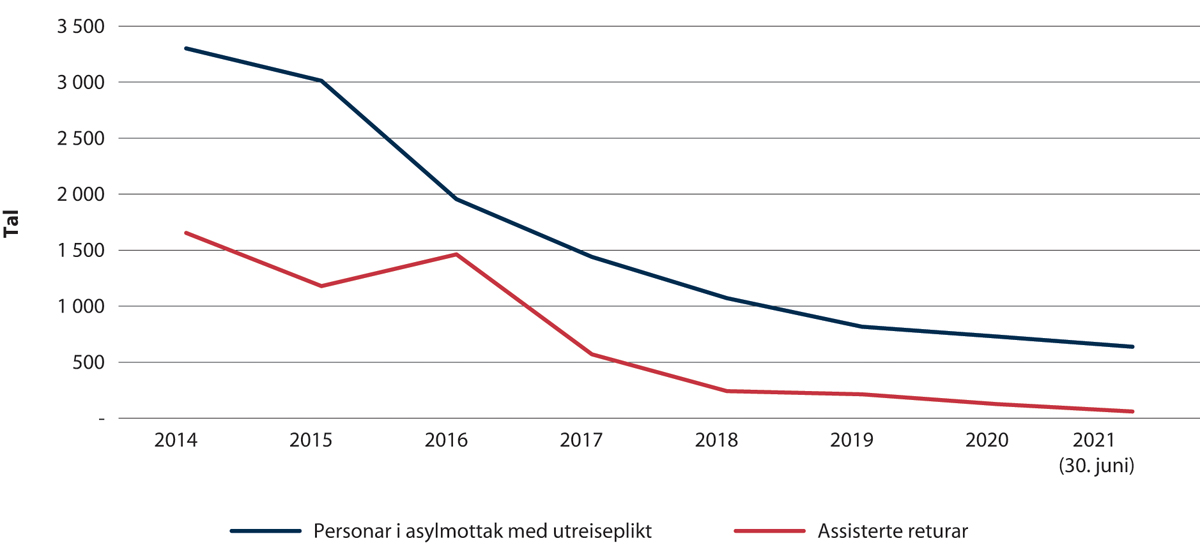 3 500
3 000
2 500
2 000
1 500
1 000
500
-
Tal
2014 2015 2016 2017 2018 2019 2020 2021
(30. juni)
Personar i asylmottak med utreiseplikt Assisterte returar